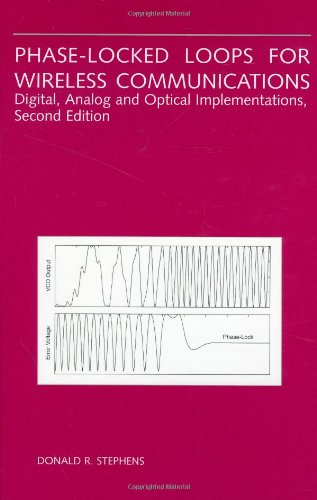 PHASE-LOCKED LOOPS FOR
WIRELESS COMMUNICATIONS
Digital, Analog and Optical Implementations,
Second Edition
VCO Output
Error Voltage
Phase-Lock
DONALD R. STEPHENS